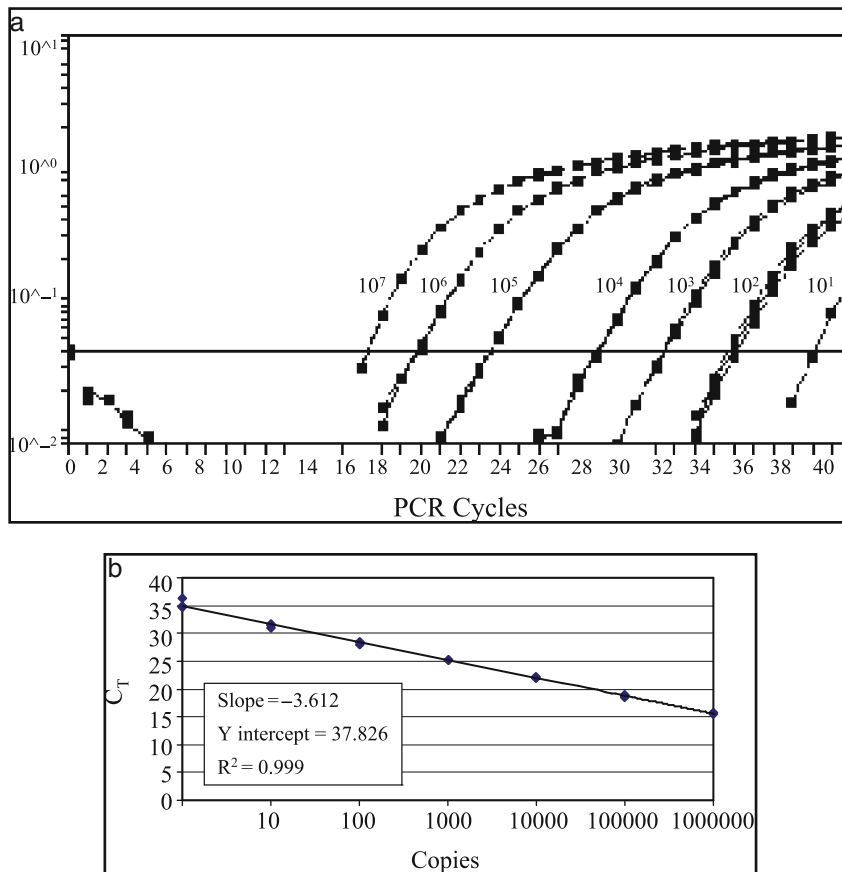 a
10^1
10^0
10^-1
10^-2
10⁷ 10⁶ 10⁵ 10⁴ 10³ 10² 10¹
0 2 4 6 8 10 12 14 16 18 20 22 24 26 30 32 34 36 38 40
PCR Cycles
b
40
35
30
25
20
15
10
5
0
C_T
Slope = −3.612
Y intercept = 37.826
R² = 0.999
10 100 1000 10000 100000 1000000
Copies